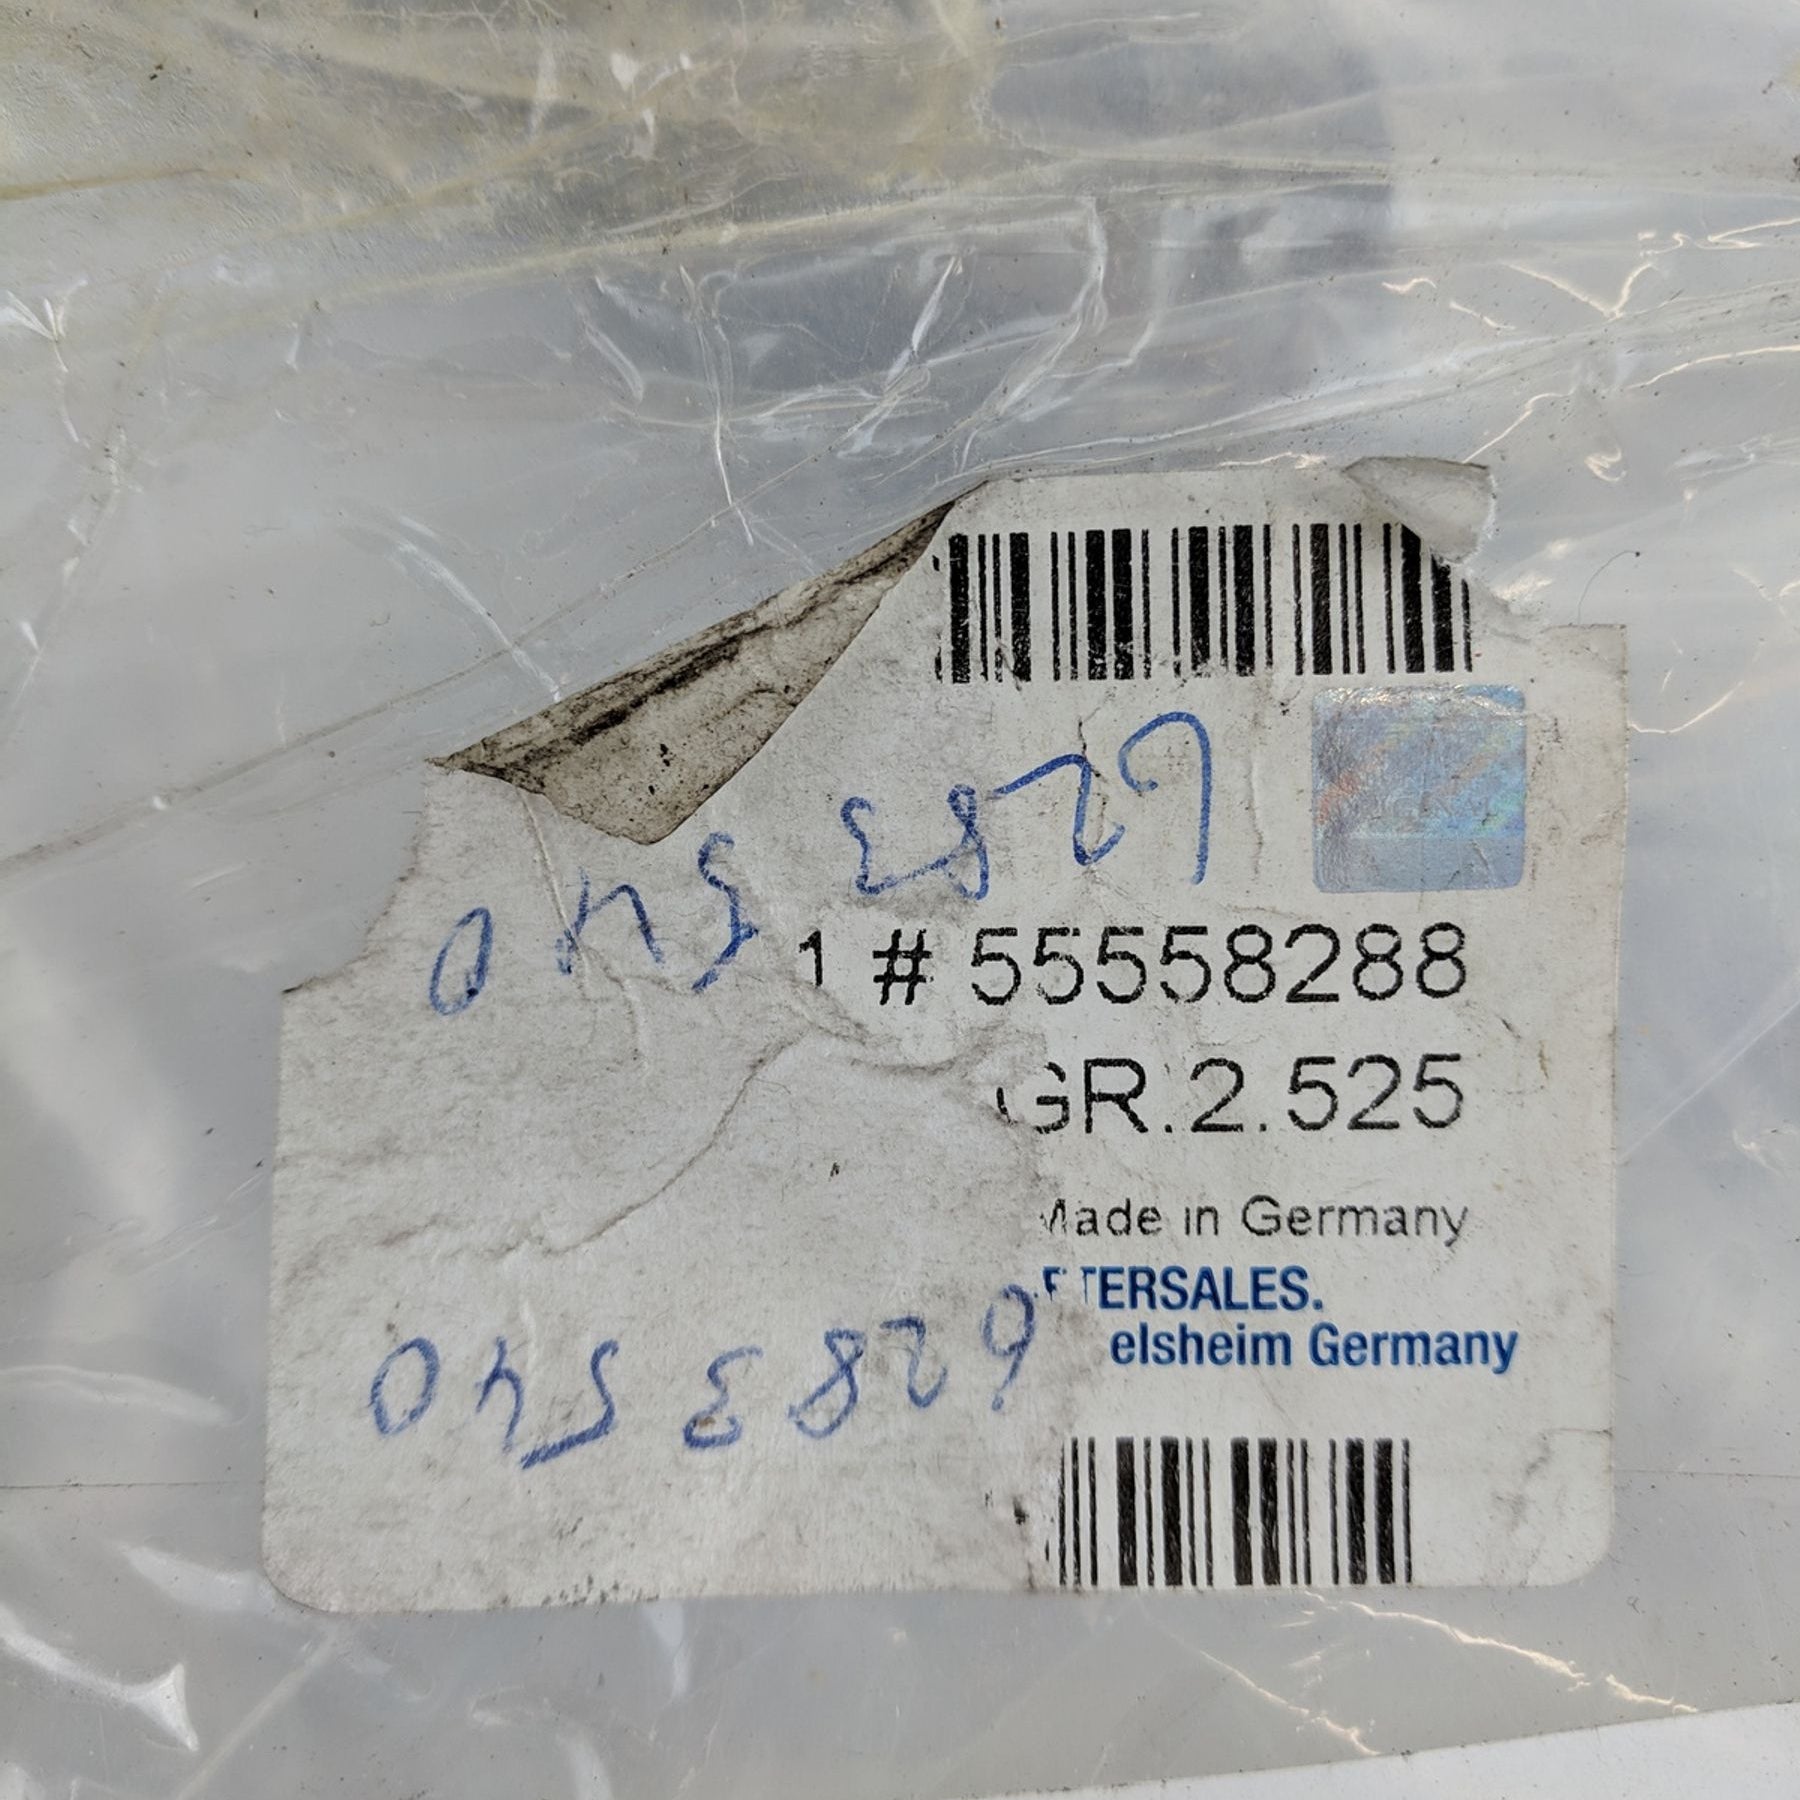 6283540
1 # 55558288
GR.2.525
Made in Germany
TERSALES.
elsheim Germany
6283540